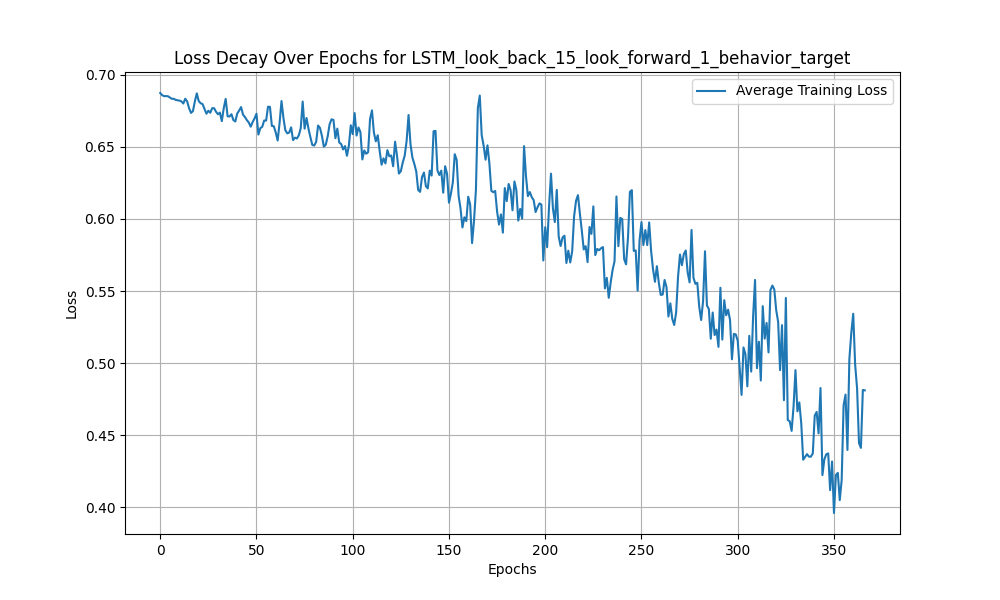 Loss Decay Over Epochs for LSTM_look_back_15_look_forward_1_behavior_target
Average Training Loss
0.70
0.65
0.60
0.55
0.50
0.45
0.40
Loss
0 50 100 150 200 250 300 350
Epochs